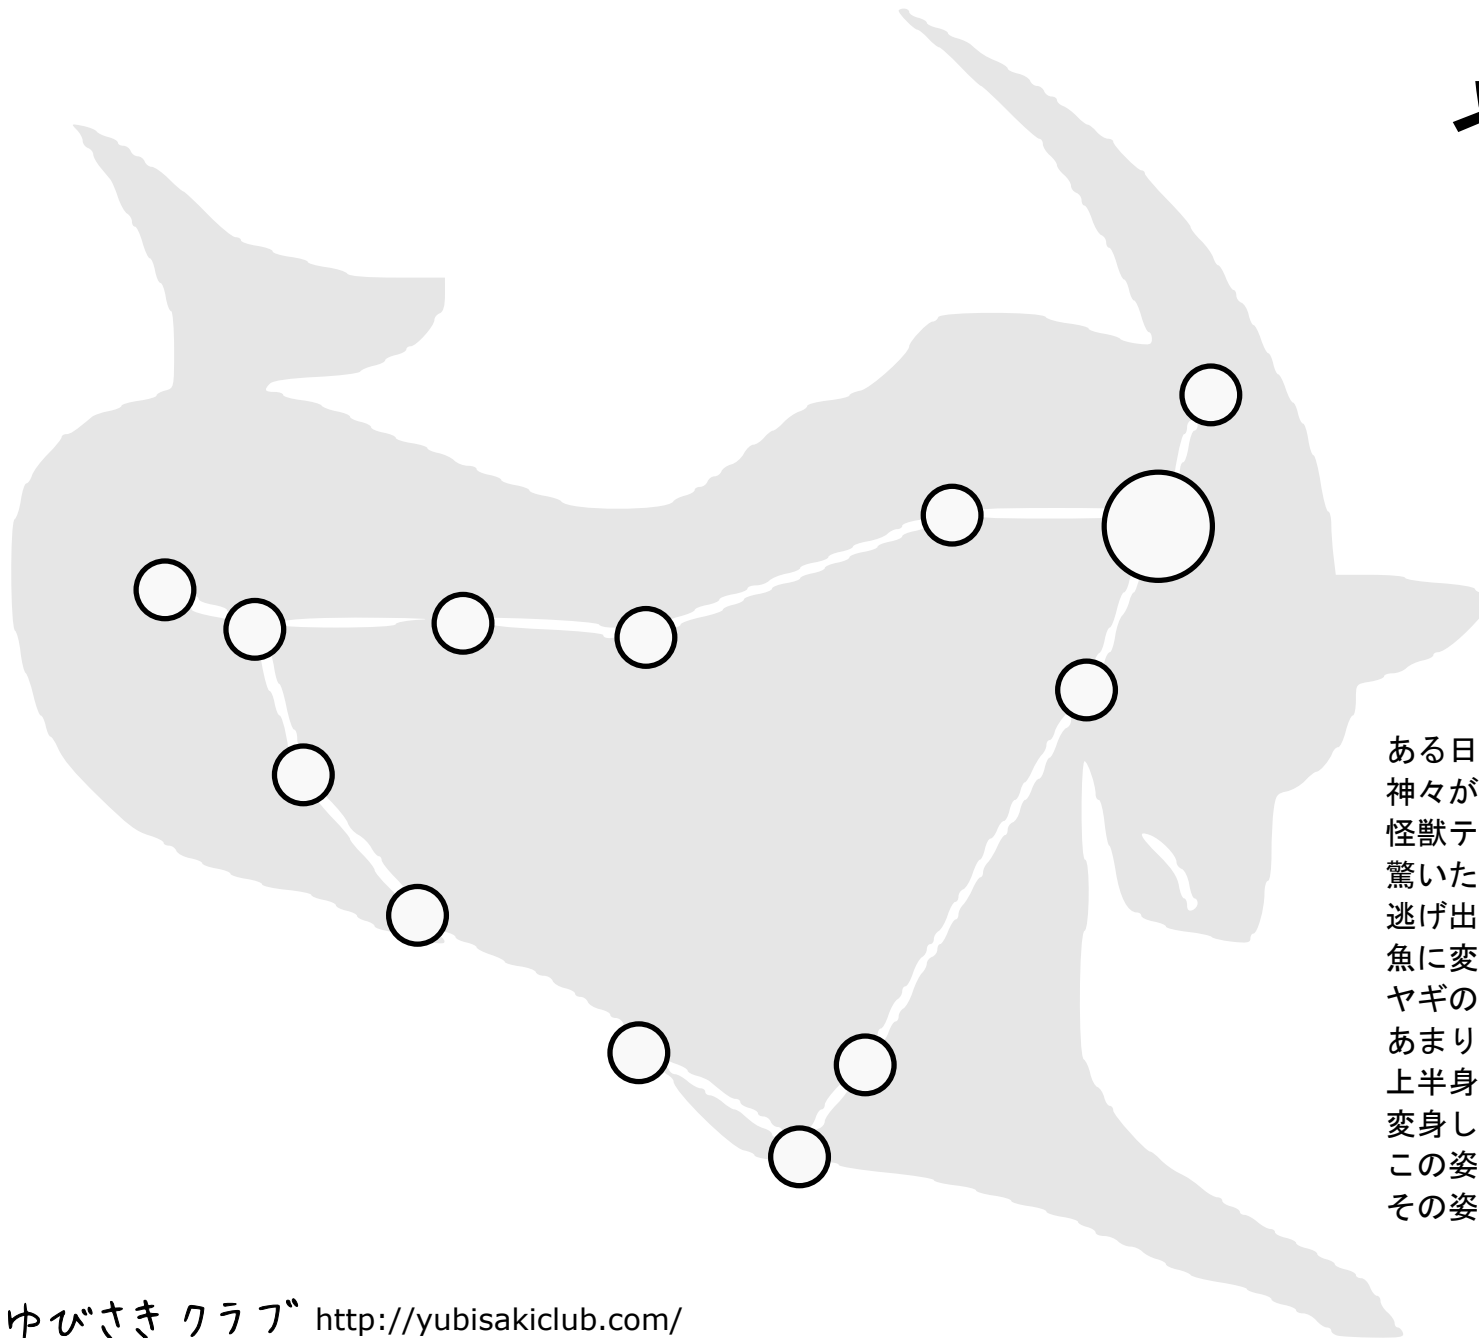 ある日
神々が
怪獣テ
驚いた
逃げ出
魚に変
ヤギの
あまり
上半身
変身し
この姿
その姿
ゆびさき クラブ http://yubisakiclub.com/